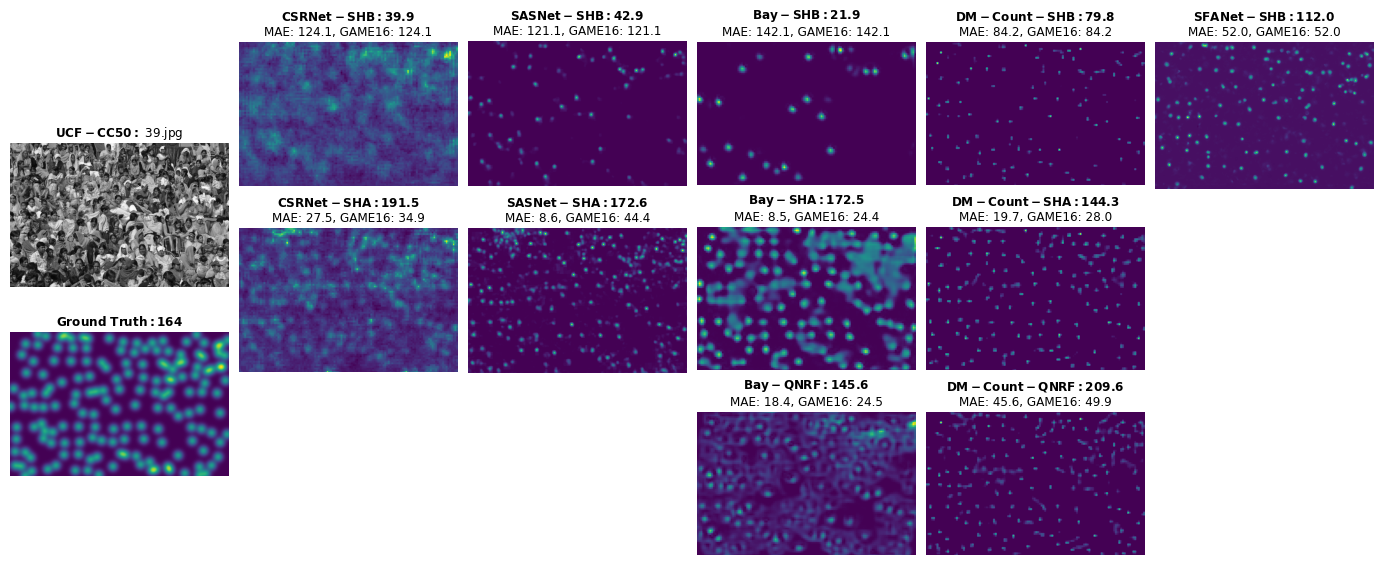 UCF − CC50 : 39.jpg
Ground Truth : 164
CSRNet − SHB : 39.9
MAE: 124.1, GAME16: 124.1
SASNet − SHB : 42.9
MAE: 121.1, GAME16: 121.1
Bay − SHB : 21.9
MAE: 142.1, GAME16: 142.1
DM − Count − SHB : 79.8
MAE: 84.2, GAME16: 84.2
SFANet − SHB : 112.0
MAE: 52.0, GAME16: 52.0
CSRNet − SHA : 191.5
MAE: 27.5, GAME16: 34.9
SASNet − SHA : 172.6
MAE: 8.6, GAME16: 44.4
Bay − SHA : 172.5
MAE: 8.5, GAME16: 24.4
DM − Count − SHA : 144.3
MAE: 19.7, GAME16: 28.0
Bay − QNRF : 145.6
MAE: 18.4, GAME16: 24.5
DM − Count − QNRF : 209.6
MAE: 45.6, GAME16: 49.9